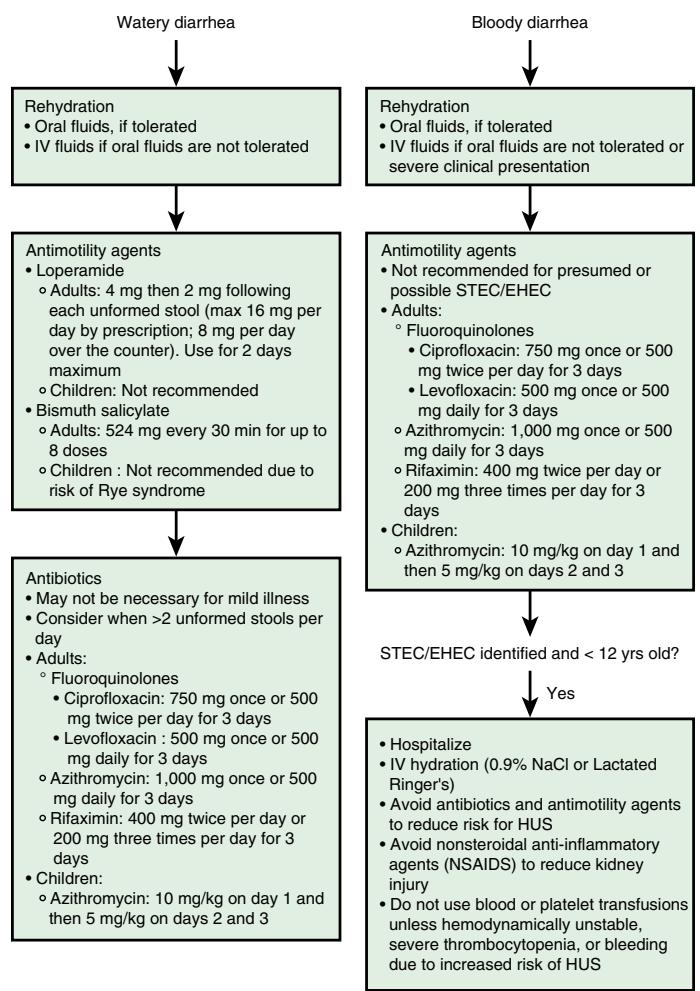 Watery diarrhea
Rehydration
• Oral fluids, if tolerated
• IV fluids if oral fluids are not tolerated
Antimotility agents
• Loperamide
° Adults: 4 mg then 2 mg following
each unformed stool (max 16 mg per
day by prescription; 8 mg per day
over the counter). Use for 2 days
maximum
° Children: Not recommended
• Bismuth salicylate
° Adults: 524 mg every 30 min for up to
8 doses
° Children : Not recommended due to
risk of Rye syndrome
Antibiotics
• May not be necessary for mild illness
• Consider when >2 unformed stools per
day
• Adults:
° Fluoroquinolones
• Ciprofloxacin: 750 mg once or 500
mg twice per day for 3 days
• Levofloxacin : 500 mg once or 500
mg daily for 3 days
° Azithromycin: 1,000 mg once or 500
mg daily for 3 days
° Rifaximin: 400 mg twice per day or
200 mg three times per day for 3
days
• Children:
° Azithromycin: 10 mg/kg on day 1 and
then 5 mg/kg on days 2 and 3
Bloody diarrhea
Rehydration
• Oral fluids, if tolerated
• IV fluids if oral fluids are not tolerated or
severe clinical presentation
Antimotility agents
• Not recommended for presumed or
possible STEC/EHEC
• Adults:
° Fluoroquinolones
• Ciprofloxacin: 750 mg once or 500
mg twice per day for 3 days
• Levofloxacin: 500 mg once or 500
mg daily for 3 days
° Azithromycin: 1,000 mg once or 500
mg daily for 3 days
° Rifaximin: 400 mg twice per day or
200 mg three times per day for 3
days
• Children:
° Azithromycin: 10 mg/kg on day 1 and
then 5 mg/kg on days 2 and 3
STEC/EHEC identified and < 12 yrs old?
Yes
• Hospitalize
• IV hydration (0.9% NaCl or Lactated
Ringer's)
• Avoid antibiotics and antimotility agents
to reduce risk for HUS
• Avoid nonsteroidal anti-inflammatory
agents (NSAIDS) to reduce kidney
injury
• Do not use blood or platelet transfusions
unless hemodynamically unstable,
severe thrombocytopenia, or bleeding
due to increased risk of HUS